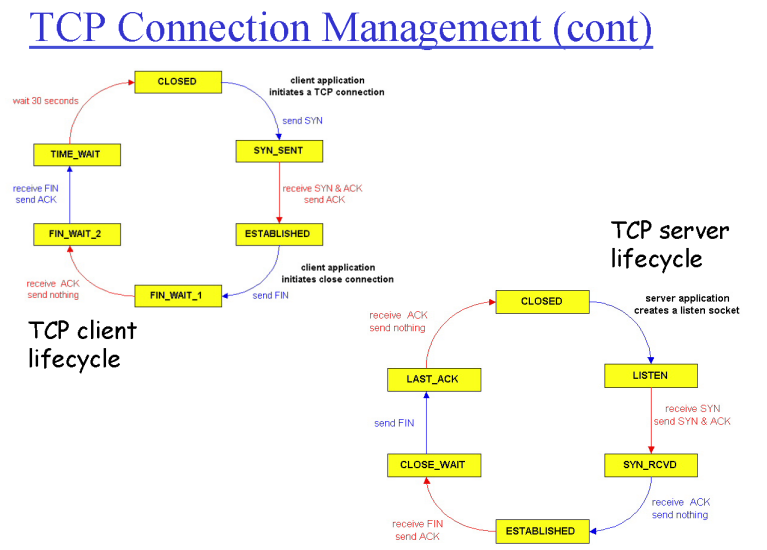 TCP Connection Management (cont)
CLOSED
client application
initiates a TCP connection
wait 30 seconds
send SYN
TIME_WAIT
SYN_SENT
receive FIN
send ACK
receive SYN & ACK
send ACK
FIN_WAIT_2
ESTABLISHED
receive ACK
send nothing
FIN_WAIT_1
send FIN
client application
initiates close connection
TCP client
lifecycle
TCP server
lifecycle
CLOSED
server application
creates a listen socket
receive ACK
send nothing
LAST_ACK
LISTEN
send FIN
receive SYN
send SYN & ACK
CLOSE_WAIT
SYN_RCVD
receive FIN
send ACK
ESTABLISHED
receive ACK
send nothing